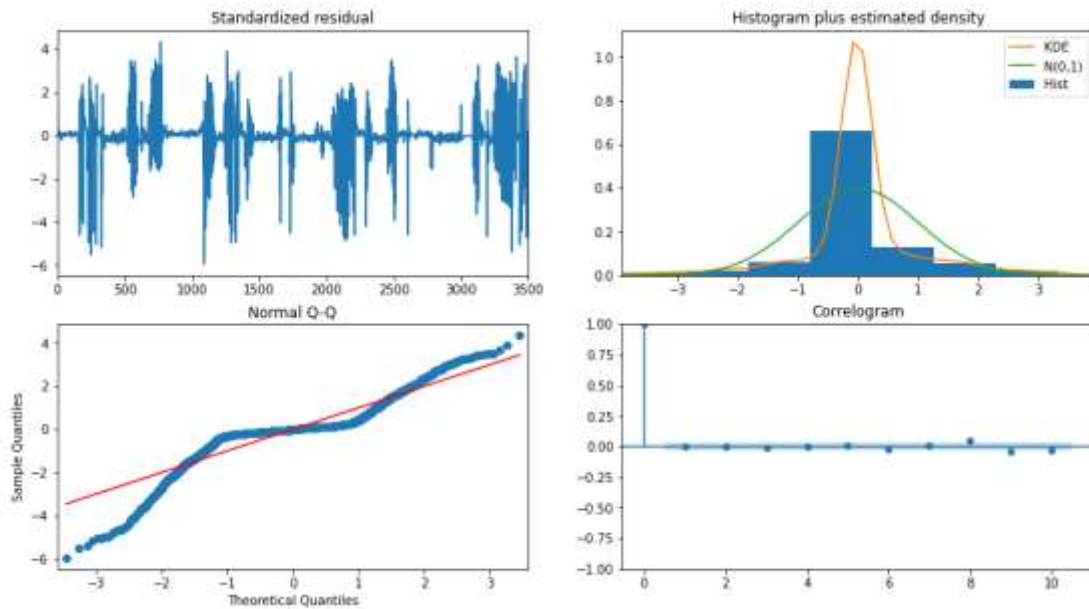 Standardized residual
4
2
0
−2
−4
−6
0 500 1000 1500 2000 2500 3000 3500
Histogram plus estimated density
KDE
N(0,1)
Hist
1.0
0.8
0.6
0.4
0.2
0.0
−3 −2 −1 0 1 2 3
Normal Q-Q
Sample Quantiles
4
2
0
−2
−4
−6
−3 −2 −1 0 1 2 3
Theoretical Quantiles
Correlogram
1.00
0.75
0.50
0.25
0.00
−0.25
−0.50
−0.75
−1.00
0 2 4 6 8 10